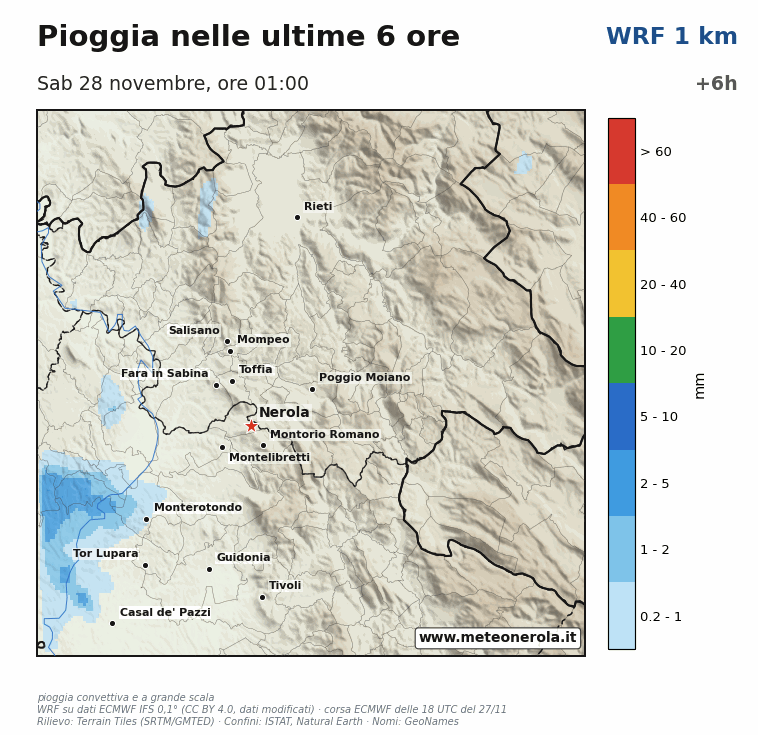 Pioggia nelle ultime 6 ore
WRF 1 km
Sab 28 novembre, ore 01:00
+6h
Rieti
Salisano
Mompeo
Toffia
Fara in Sabina
Poggio Moiano
Nerola
Montorio Romano
Montelibretti
Monterotondo
Tor Lupara
Guidonia
Tivoli
Casal de' Pazzi
www.meteonerola.it
> 60
40 - 60
20 - 40
10 - 20
5 - 10
2 - 5
1 - 2
0.2 - 1
mm
pioggia convettiva e a grande scala
WRF su dati ECMWF IFS 0,1° (CC BY 4.0, dati modificati) · corsa ECMWF delle 18 UTC del 27/11
Rilievo: Terrain Tiles (SRTM/GMTED) · Confini: ISTAT, Natural Earth · Nomi: GeoNames